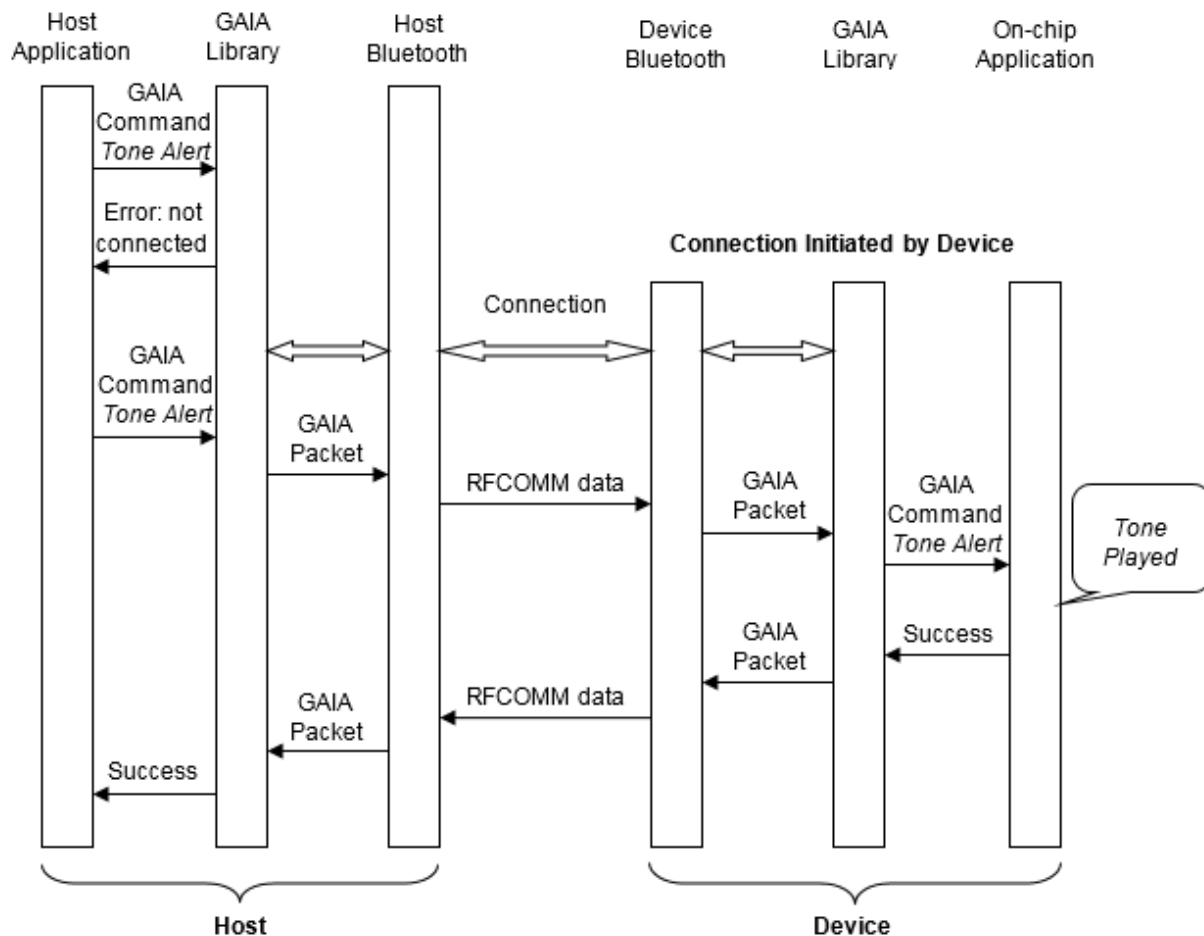 Host
Application
GAIA
Library
Host
Bluetooth
Device
Bluetooth
GAIA
Library
On-chip
Application
GAIA
Command
Tone Alert
Error: not
connected
Connection Initiated by Device
Connection
GAIA
Command
Tone Alert
GAIA
Packet
RFCOMM data
GAIA
Packet
GAIA
Command
Tone Alert
Tone
Played
Success
GAIA
Packet
RFCOMM data
GAIA
Packet
Success
Host
Device